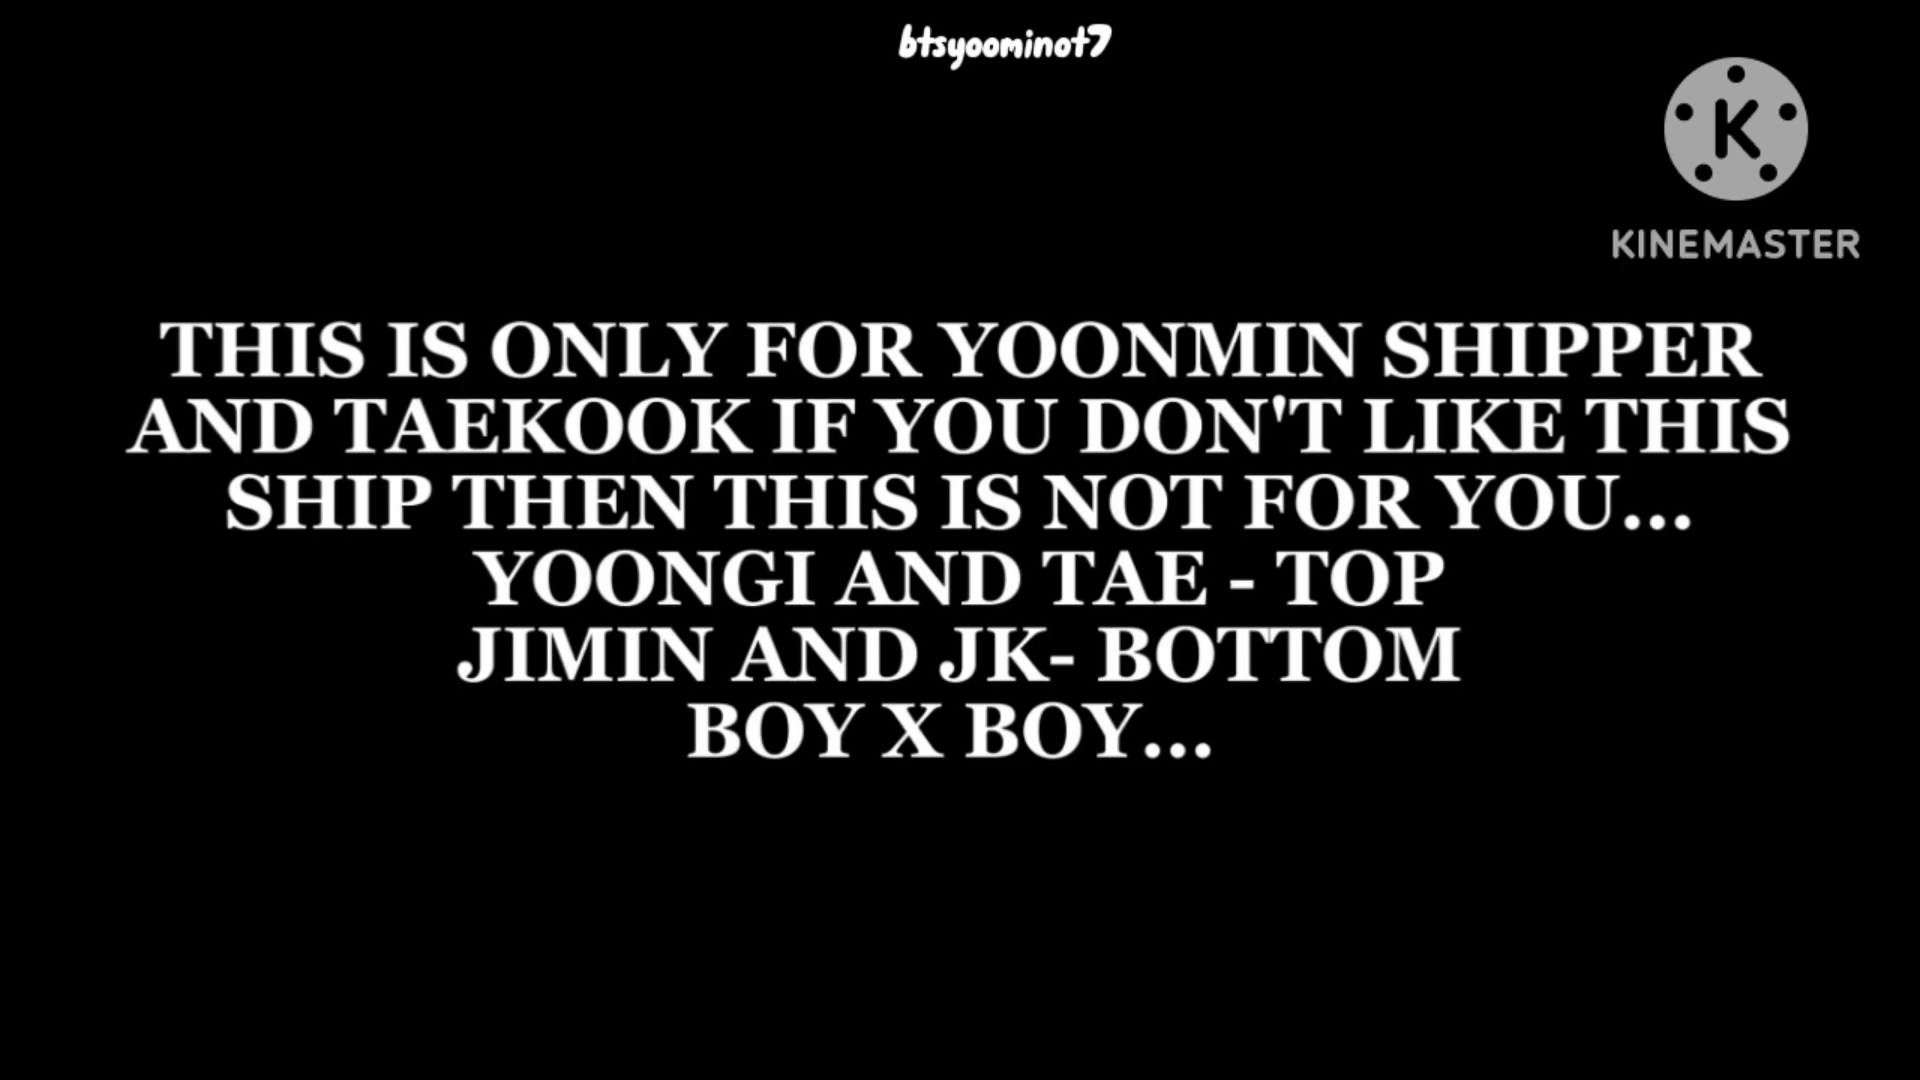 btsyoominot7
K
KINEMASTER
THIS IS ONLY FOR YOONMIN SHIPPER
AND TAEKOOK IF YOU DON'T LIKE THIS
SHIP THEN THIS IS NOT FOR YOU...
YOONGI AND TAE - TOP
JIMIN AND JK- BOTTOM
BOY X BOY...